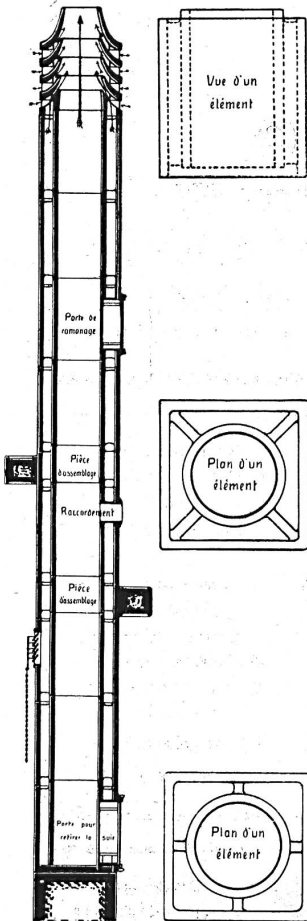 Vue d'un
élément
Porte de
ramonage
Pièce
d'assemblage
Plan d'un
élément
Raccordement
Pièce
d'assemblage
Porte pour
retirer la suie
Plan d'un
élément